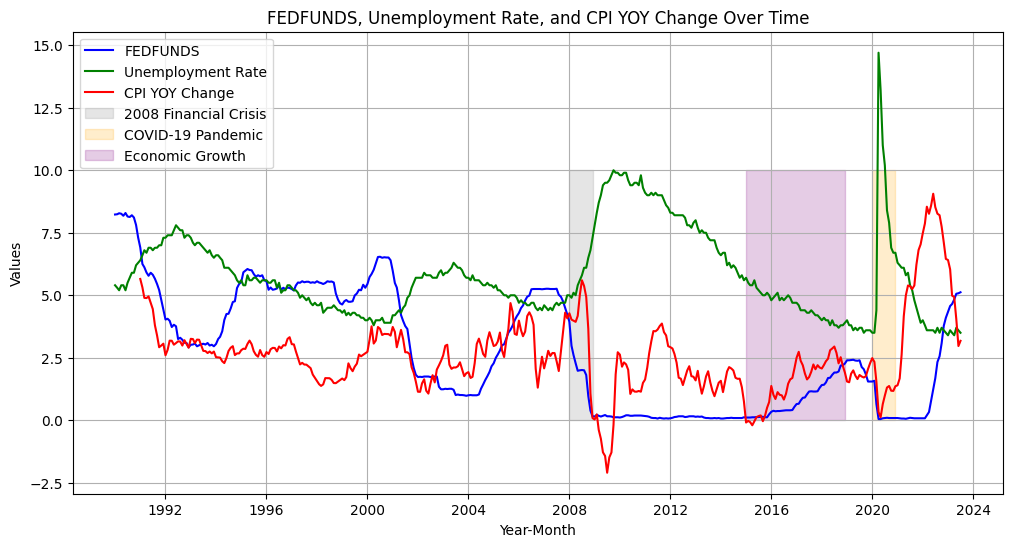 FEDFUNDS, Unemployment Rate, and CPI YOY Change Over Time
FEDFUNDS
Unemployment Rate
CPI YOY Change
2008 Financial Crisis
COVID-19 Pandemic
Economic Growth
Values
15.0
12.5
10.0
7.5
5.0
2.5
0.0
−2.5
1992 1996 2000 2004 2008 2012 2016 2020 2024
Year-Month